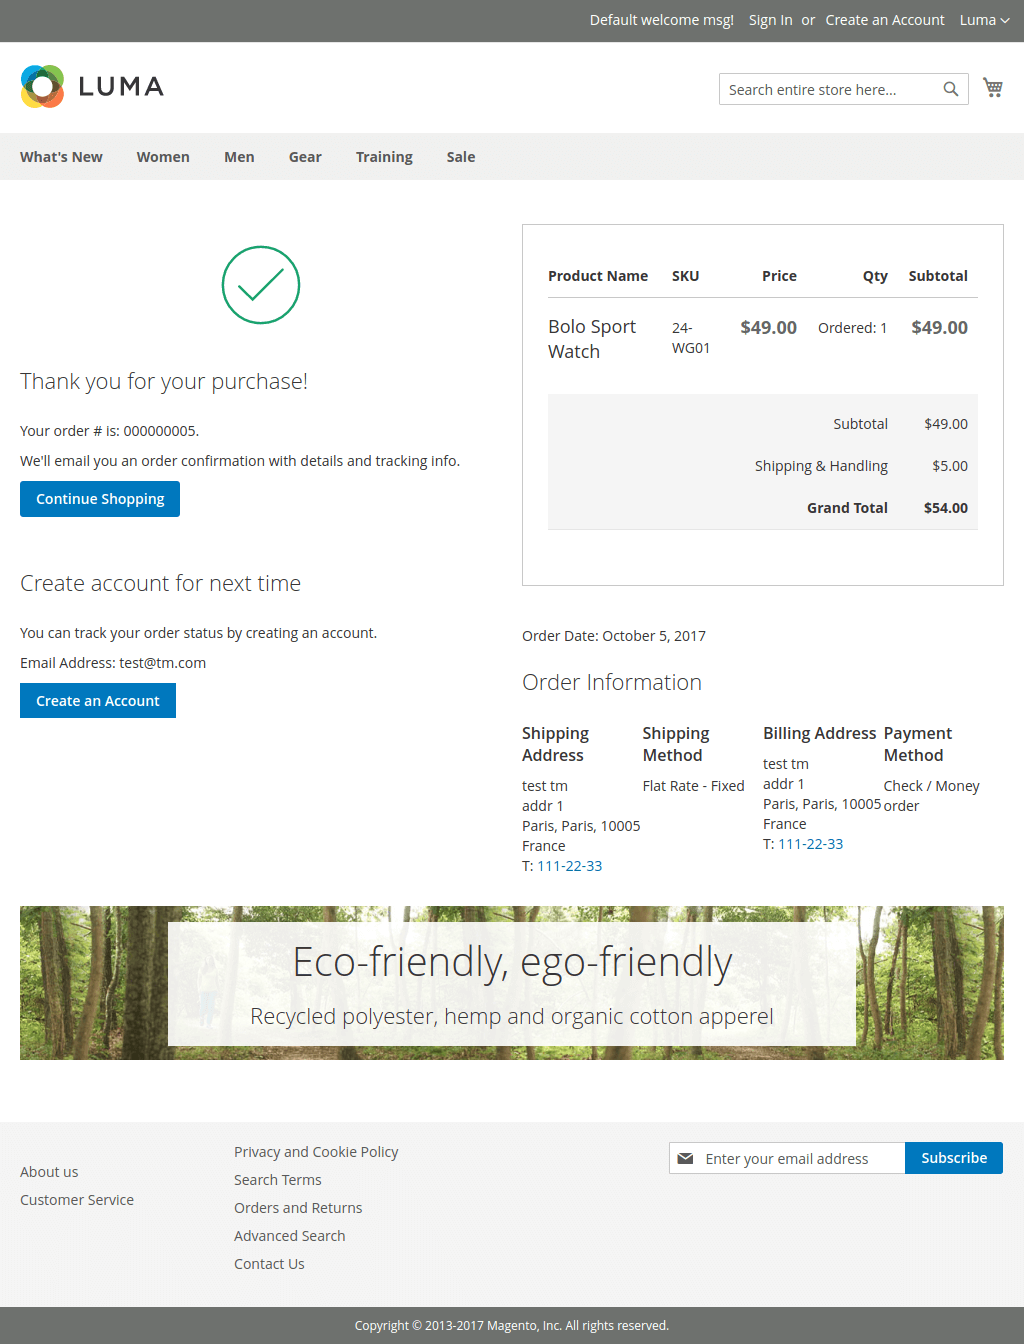 Default welcome msg! Sign In or Create an Account Luma
LUMA
Search entire store here...
What's New Women Men Gear Training Sale
Thank you for your purchase!
Your order # is: 000000005.
We'll email you an order confirmation with details and tracking info.
Continue Shopping
Create account for next time
You can track your order status by creating an account.
Email Address: test@tm.com
Create an Account
Product Name SKU Price Qty Subtotal
Bolo Sport Watch 24-WG01 $49.00 Ordered: 1 $49.00
Subtotal $49.00
Shipping & Handling $5.00
Grand Total $54.00
Order Date: October 5, 2017
Order Information
Shipping Address
test tm
addr 1
Paris, Paris, 10005
France
T: 111-22-33
Shipping Method
Flat Rate - Fixed
Billing Address
test tm
addr 1
Paris, Paris, 10005
France
T: 111-22-33
Payment Method
Check / Money order
Eco-friendly, ego-friendly
Recycled polyester, hemp and organic cotton apperel
About us
Customer Service
Privacy and Cookie Policy
Search Terms
Orders and Returns
Advanced Search
Contact Us
Enter your email address Subscribe
Copyright © 2013-2017 Magento, Inc. All rights reserved.